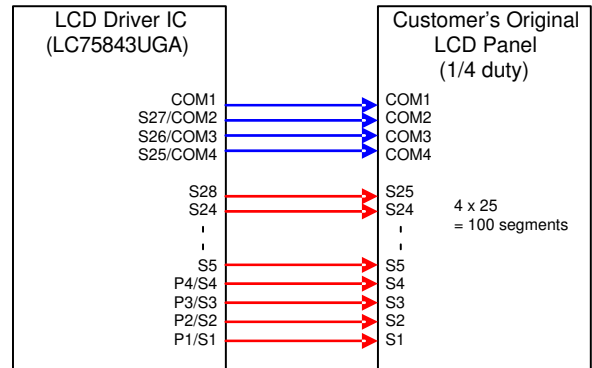 LCD Driver IC
(LC75843UGA)
COM1
S27/COM2
S26/COM3
S25/COM4
S28
S24
S5
P4/S4
P3/S3
P2/S2
P1/S1
Customer's Original
LCD Panel
(1/4 duty)
COM1
COM2
COM3
COM4
S25
S24
S5
S4
S3
S2
S1
4 x 25
= 100 segments